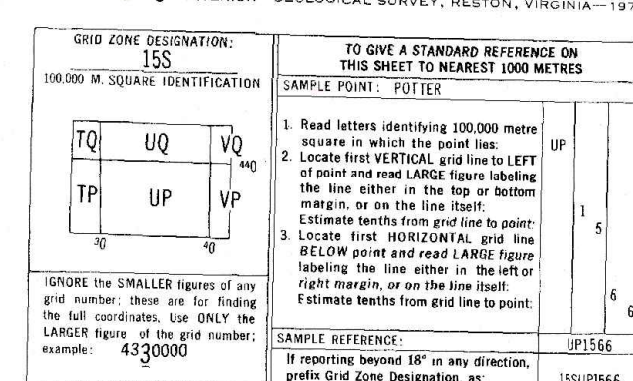 GEOLOGICAL SURVEY, RESTON, VIRGINIA—197
GRID ZONE DESIGNATION:
15S
100,000 M. SQUARE IDENTIFICATION
TQ UQ VQ
440
TP UP VP
30 40
IGNORE the SMALLER figures of any
grid number; these are for finding
the full coordinates. Use ONLY the
LARGER figure of the grid number;
example: 4330000
TO GIVE A STANDARD REFERENCE ON
THIS SHEET TO NEAREST 1000 METRES
SAMPLE POINT: POTTER
1. Read letters identifying 100,000 metre
square in which the point lies: UP
2. Locate first VERTICAL grid line to LEFT
of point and read LARGE figure labeling
the line either in the top or bottom
margin, or on the line itself: 1
Estimate tenths from grid line to point: 5
3. Locate first HORIZONTAL grid line
BELOW point and read LARGE figure
labeling the line either in the left or
right margin, or on the line itself: 6
Estimate tenths from grid line to point: 6
SAMPLE REFERENCE: UP1566
If reporting beyond 18° in any direction,
prefix Grid Zone Designation, as: 15SUP1566